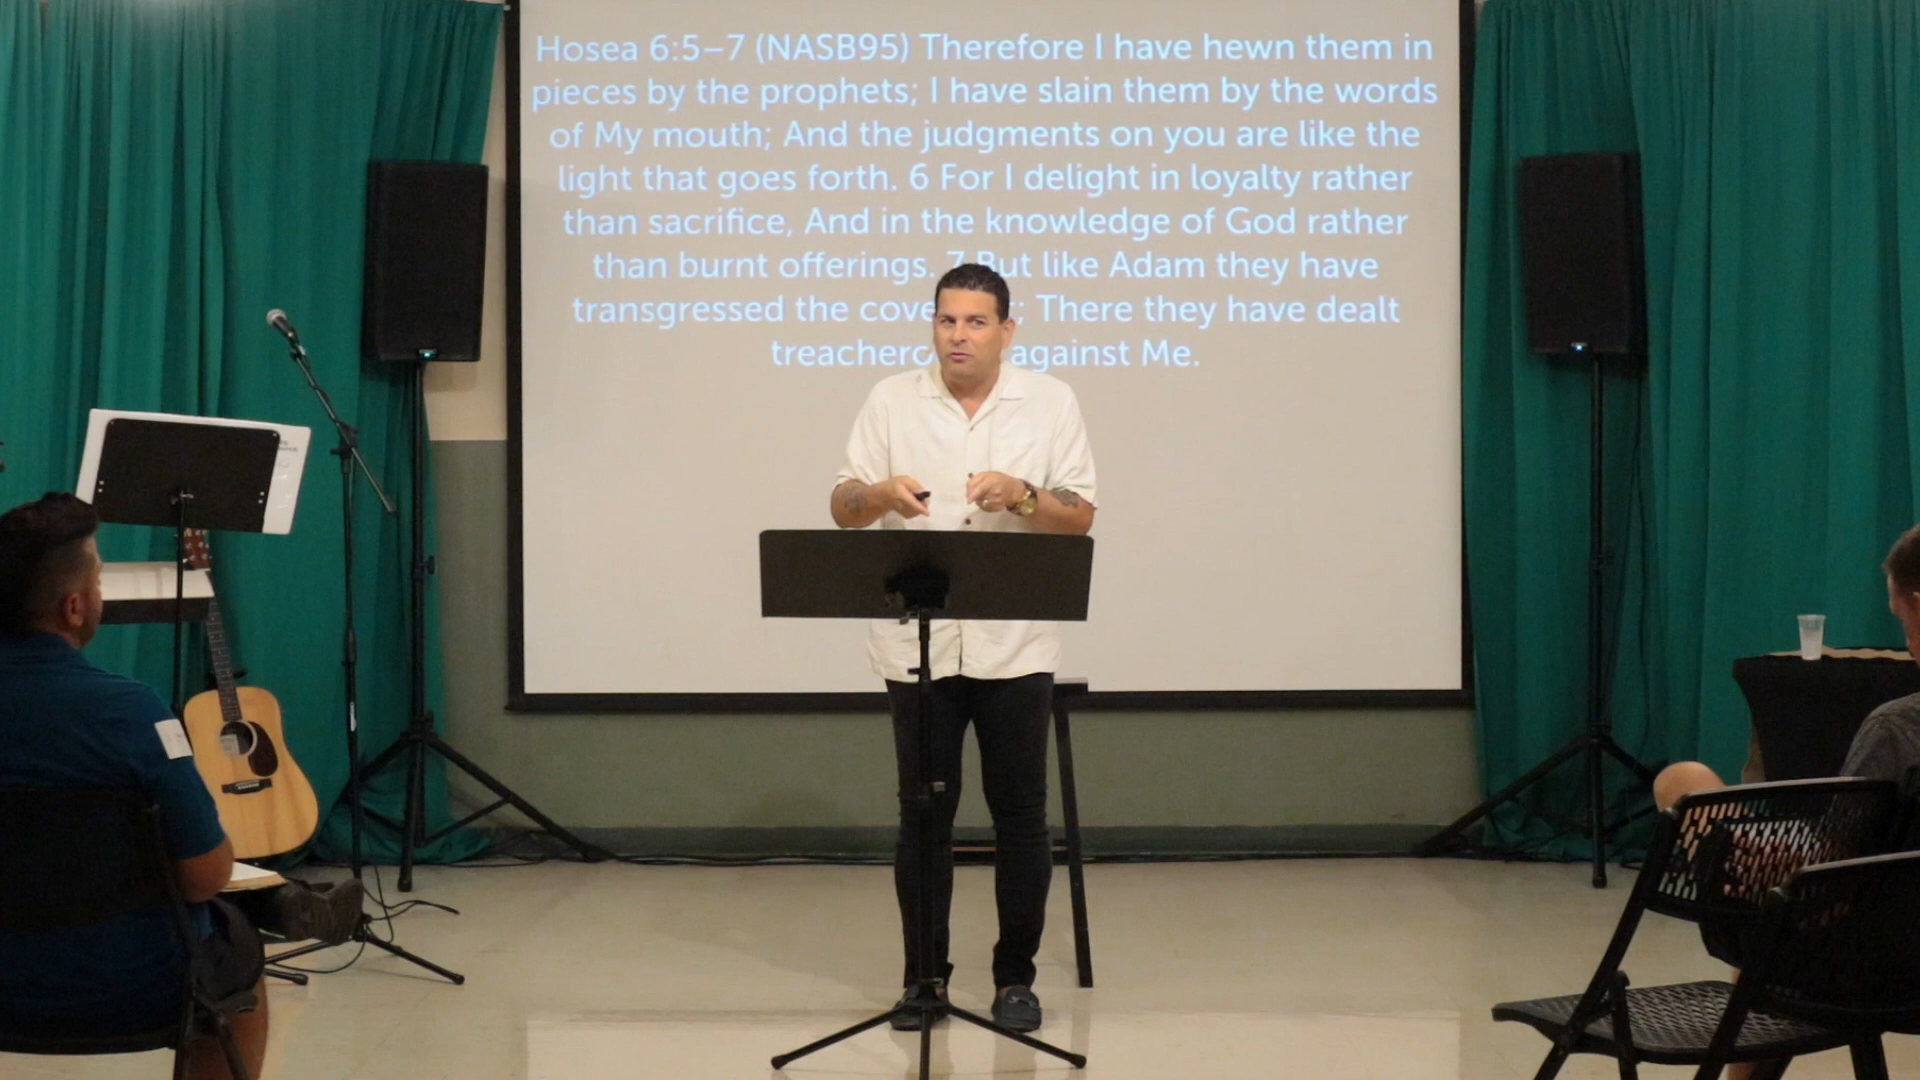 Hosea 6:5–7 (NASB95) Therefore I have hewn them in
pieces by the prophets; I have slain them by the words
of My mouth; And the judgments on you are like the
light that goes forth. 6 For I delight in loyalty rather
than sacrifice, And in the knowledge of God rather
than burnt offerings. 7 But like Adam they have
transgressed the cove ; There they have dealt
treachero against Me.